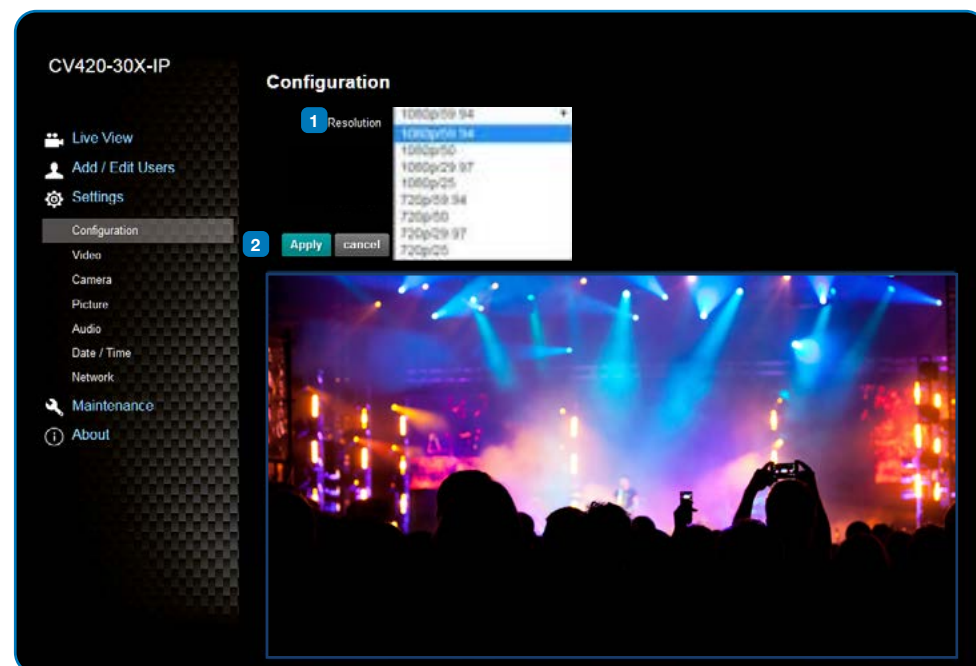 CV420-30X-IP
Live View
Add / Edit Users
Settings
Configuration
Video
Camera
Picture
Audio
Date / Time
Network
Maintenance
About
Configuration
1 Resolution
1080p/59.94
1080p/59.94
1080p/50
1080p/29.97
1080p/25
720p/59.94
720p/50
720p/29.97
720p/25
2 Apply cancel